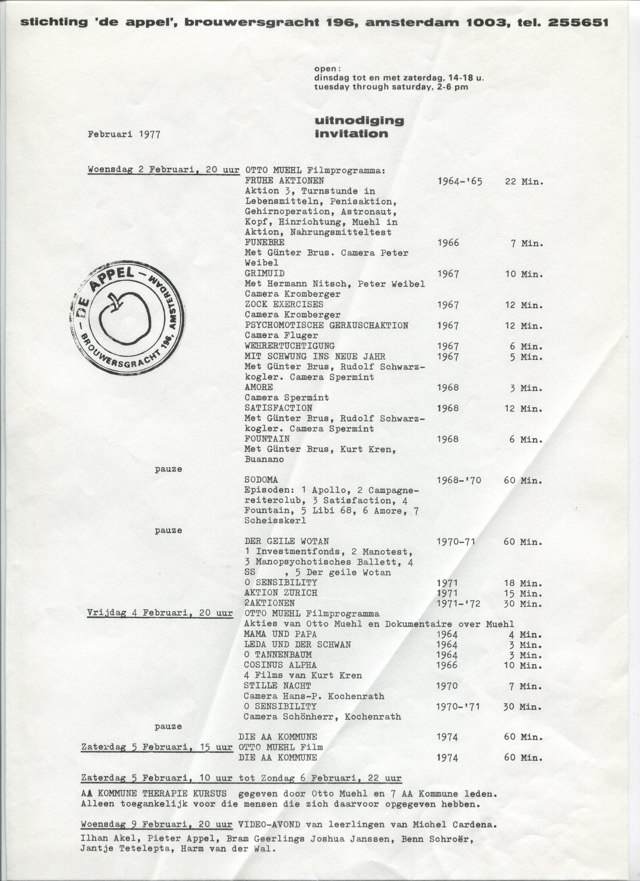 stichting 'de appel', brouwersgracht 196, amsterdam 1003, tel. 255651
open:
dinsdag tot en met zaterdag, 14-18 u.
tuesday through saturday, 2-6 pm
uitnodiging
invitation
Februari 1977
Woensdag 2 Februari, 20 uur OTTO MUEHL Filmprogramma:
FRÜHE AKTIONEN 1964-'65 22 Min.
Aktion 3, Turnstunde in
Lebensmitteln, Penisaktion,
Gehirnoperation, Astronaut,
Kopf, Hinrichtung, Muehl in
Aktion, Nahrungsmitteltest
FUNEBRE 1966 7 Min.
Met Günter Brus. Camera Peter
Weibel
GRIMUID 1967 10 Min.
Met Hermann Nitsch, Peter Weibel
Camera Kromberger
ZOCK EXERCISES 1967 12 Min.
Camera Kromberger
PSYCHOMOTISCHE GERÄUSCHAKTION 1967 12 Min.
Camera Fluger
WEHRERTÜCHTIGUNG 1967 6 Min.
MIT SCHWUNG INS NEUE JAHR 1967 5 Min.
Met Günter Brus, Rudolf Schwarz-
kogler. Camera Spermint
AMORE 1968 3 Min.
Camera Spermint
SATISFACTION 1968 12 Min.
Met Günter Brus, Rudolf Schwarz-
kogler. Camera Spermint
FOUNTAIN 1968 6 Min.
Met Günter Brus, Kurt Kren,
Buanano
DE APPEL
BROUWERSGRACHT 196, AMSTERDAM
pauze
SODOMA 1968-'70 60 Min.
Episoden: 1 Apollo, 2 Campagne-
reiterclub, 3 Satisfaction, 4
Fountain, 5 Libi 68, 6 Amore, 7
Scheisskerl
pauze
DER GEILE WOTAN 1970-71 60 Min.
1 Investmentfonds, 2 Manotest,
3 Manopsychotisches Ballett, 4
SS , 5 Der geile Wotan
O SENSIBILITY 1971 18 Min.
AKTION ZÜRICH 1971 15 Min.
2AKTIONEN 1971-'72 30 Min.
Vrijdag 4 Februari, 20 uur OTTO MUEHL Filmprogramma
Akties van Otto Muehl en Dokumentaire over Muehl
MAMA UND PAPA 1964 4 Min.
LEDA UND DER SCHWAN 1964 3 Min.
O TANNENBAUM 1964 3 Min.
COSINUS ALPHA 1966 10 Min.
4 Films van Kurt Kren
STILLE NACHT 1970 7 Min.
Camera Hans-P. Kochenrath
O SENSIBILITY 1970-'71 30 Min.
Camera Schönherr, Kochenrath
pauze
DIE AA KOMMUNE 1974 60 Min.
Zaterdag 5 Februari, 15 uur OTTO MUEHL Film
DIE AA KOMMUNE 1974 60 Min.
Zaterdag 5 Februari, 10 uur tot Zondag 6 Februari, 22 uur
AA KOMMUNE THERAPIE KURSUS gegeven door Otto Muehl en 7 AA Kommune leden.
Alleen toegankelijk voor die mensen die zich daarvoor opgegeven hebben.
Woensdag 9 Februari, 20 uur VIDEO-AVOND van leerlingen van Michel Cardena.
Ilhan Akel, Pieter Appel, Bram Geerlings Joshua Janssen, Benn Schroër,
Jantje Tetelepta, Harm van der Wal.